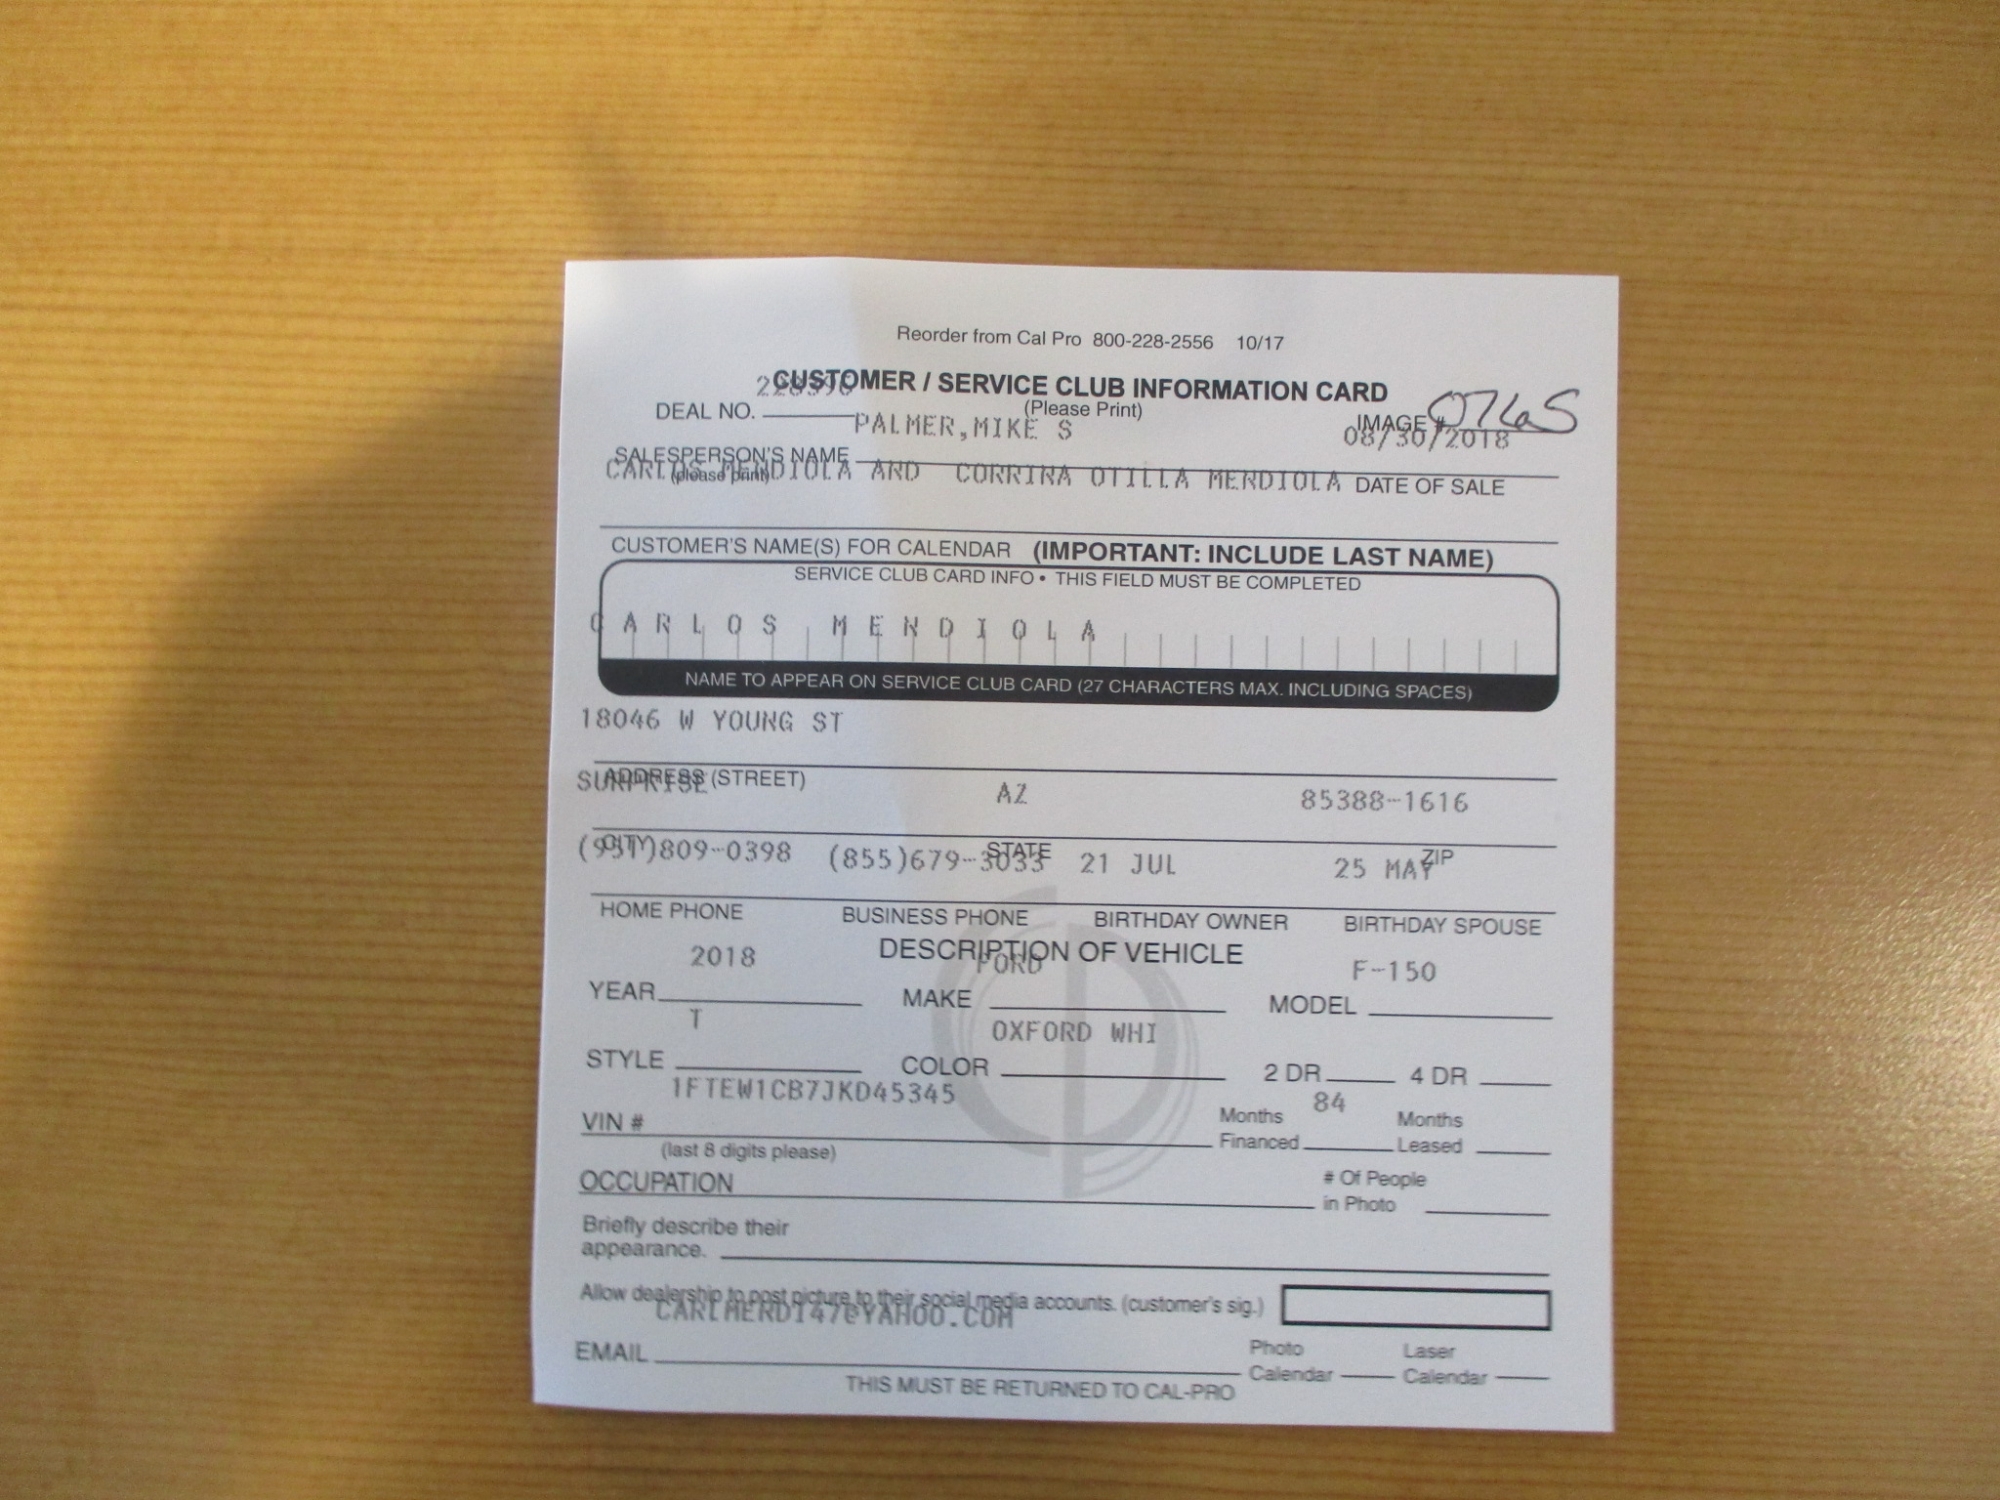 Reorder from Cal Pro 800-228-2556 10/17
CUSTOMER / SERVICE CLUB INFORMATION CARD
(Please Print)
DEAL NO.
PALMER,MIKE S
IMAGE #
08/30/2018
SALESPERSON'S NAME
(please print)
CARLOS MENDIOLA AND CORRINA OTILLA MENDIOLA DATE OF SALE
CUSTOMER'S NAME(S) FOR CALENDAR (IMPORTANT: INCLUDE LAST NAME)
SERVICE CLUB CARD INFO • THIS FIELD MUST BE COMPLETED
CARLOS MENDIOLA
NAME TO APPEAR ON SERVICE CLUB CARD (27 CHARACTERS MAX. INCLUDING SPACES)
18046 W YOUNG ST
ADDRESS (STREET)
SURPRISE AZ 85388-1616
CITY STATE ZIP
(951)809-0398 (855)679-3033 21 JUL 25 MAY
HOME PHONE BUSINESS PHONE BIRTHDAY OWNER BIRTHDAY SPOUSE
DESCRIPTION OF VEHICLE
2018 FORD F-150
YEAR MAKE MODEL
T OXFORD WHI
STYLE COLOR 2 DR 4 DR
1FTEW1CB7JKD45345 84
VIN # Months Financed Months Leased
(last 8 digits please)
OCCUPATION # Of People in Photo
Briefly describe their
appearance.
Allow dealership to post picture to their social media accounts. (customer's sig.)
EMAIL Photo Calendar Laser Calendar
THIS MUST BE RETURNED TO CAL-PRO